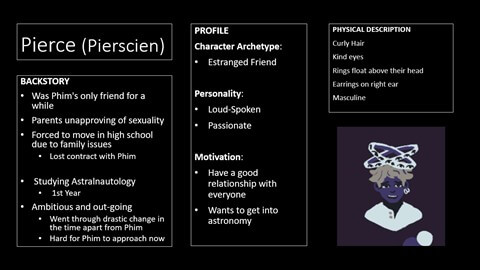 Pierce (Pierscien)
BACKSTORY
• Was Phim's only friend for a
while
• Parents unapproving of sexuality
• Forced to move in high school
due to family issues
• Lost contract with Phim
• Studying Astralnautology
• 1st Year
• Ambitious and out-going
• Went through drastic change in
the time apart from Phim
• Hard for Phim to approach now
PROFILE
Character Archetype:
• Estranged Friend
Personality:
• Loud-Spoken
• Passionate
Motivation:
• Have a good
relationship with
everyone
• Wants to get into
astronomy
PHYSICAL DESCRIPTION
Curly Hair
Kind eyes
Rings float above their head
Earrings on right ear
Masculine